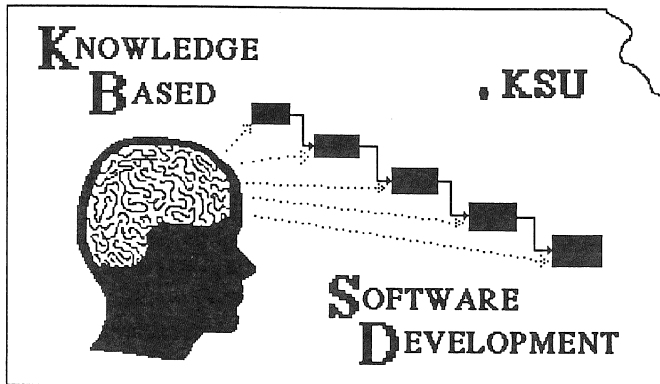 KNOWLEDGE
BASED
KSU
SOFTWARE
DEVELOPMENT